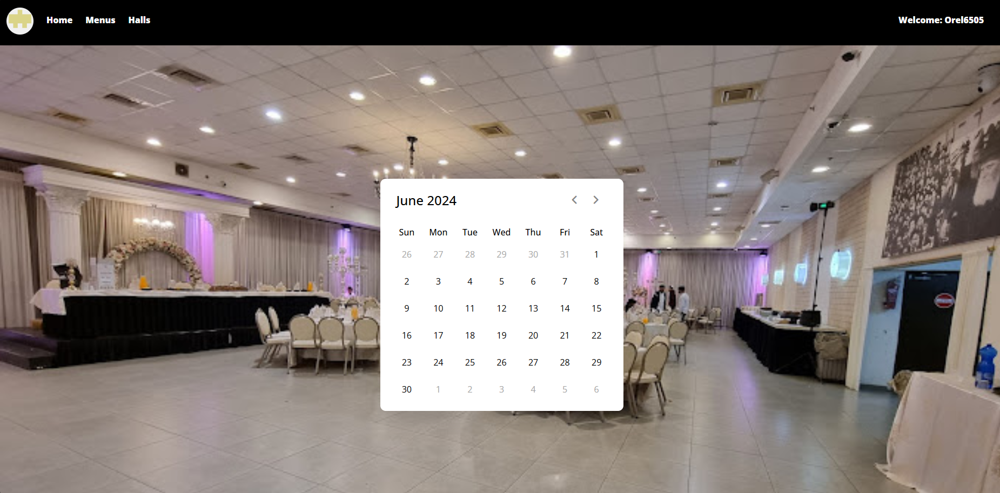 Home Menus Halls Welcome: Orel6505
June 2024
Sun Mon Tue Wed Thu Fri Sat
26 27 28 29 30 31 1
2 3 4 5 6 7 8
9 10 11 12 13 14 15
16 17 18 19 20 21 22
23 24 25 26 27 28 29
30 1 2 3 4 5 6